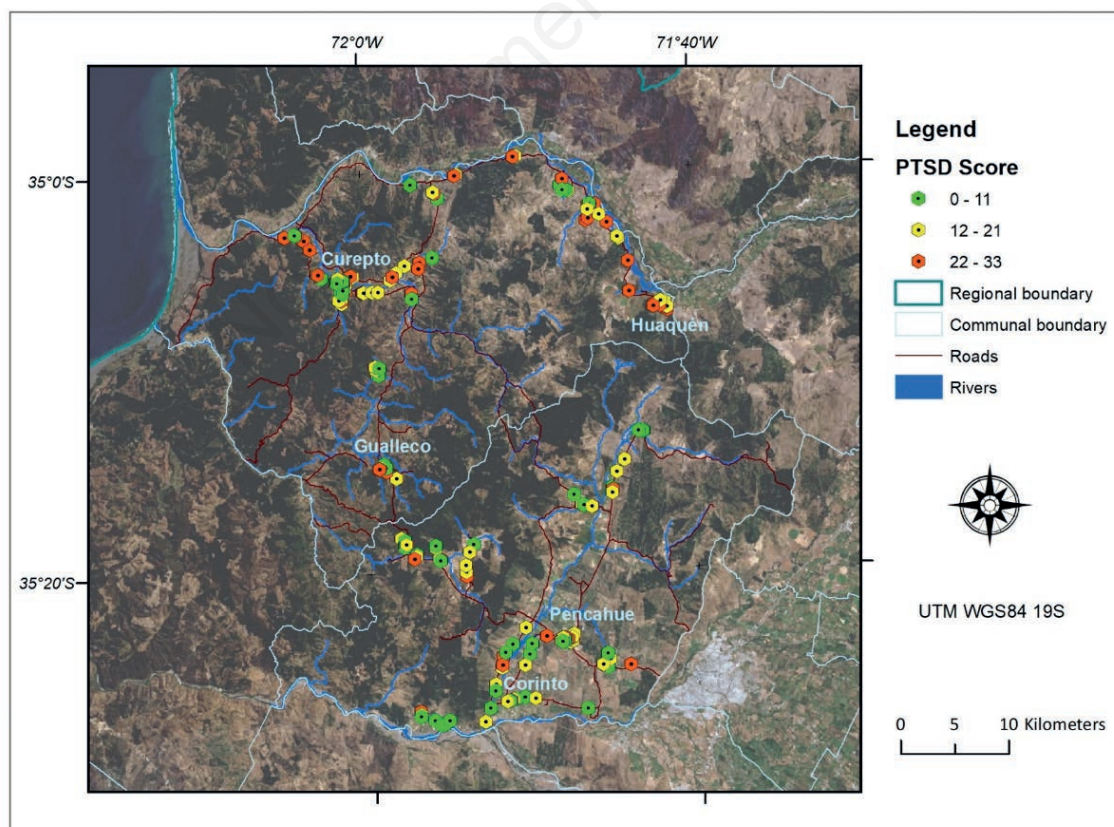 72°0'W
71°40'W
35°0'S
35°20'S
Curepto
Huaquén
Gualleco
Pencahue
Corinto
Legend
PTSD Score
0 - 11
12 - 21
22 - 33
Regional boundary
Communal boundary
Roads
Rivers
UTM WGS84 19S
0 5 10 Kilometers